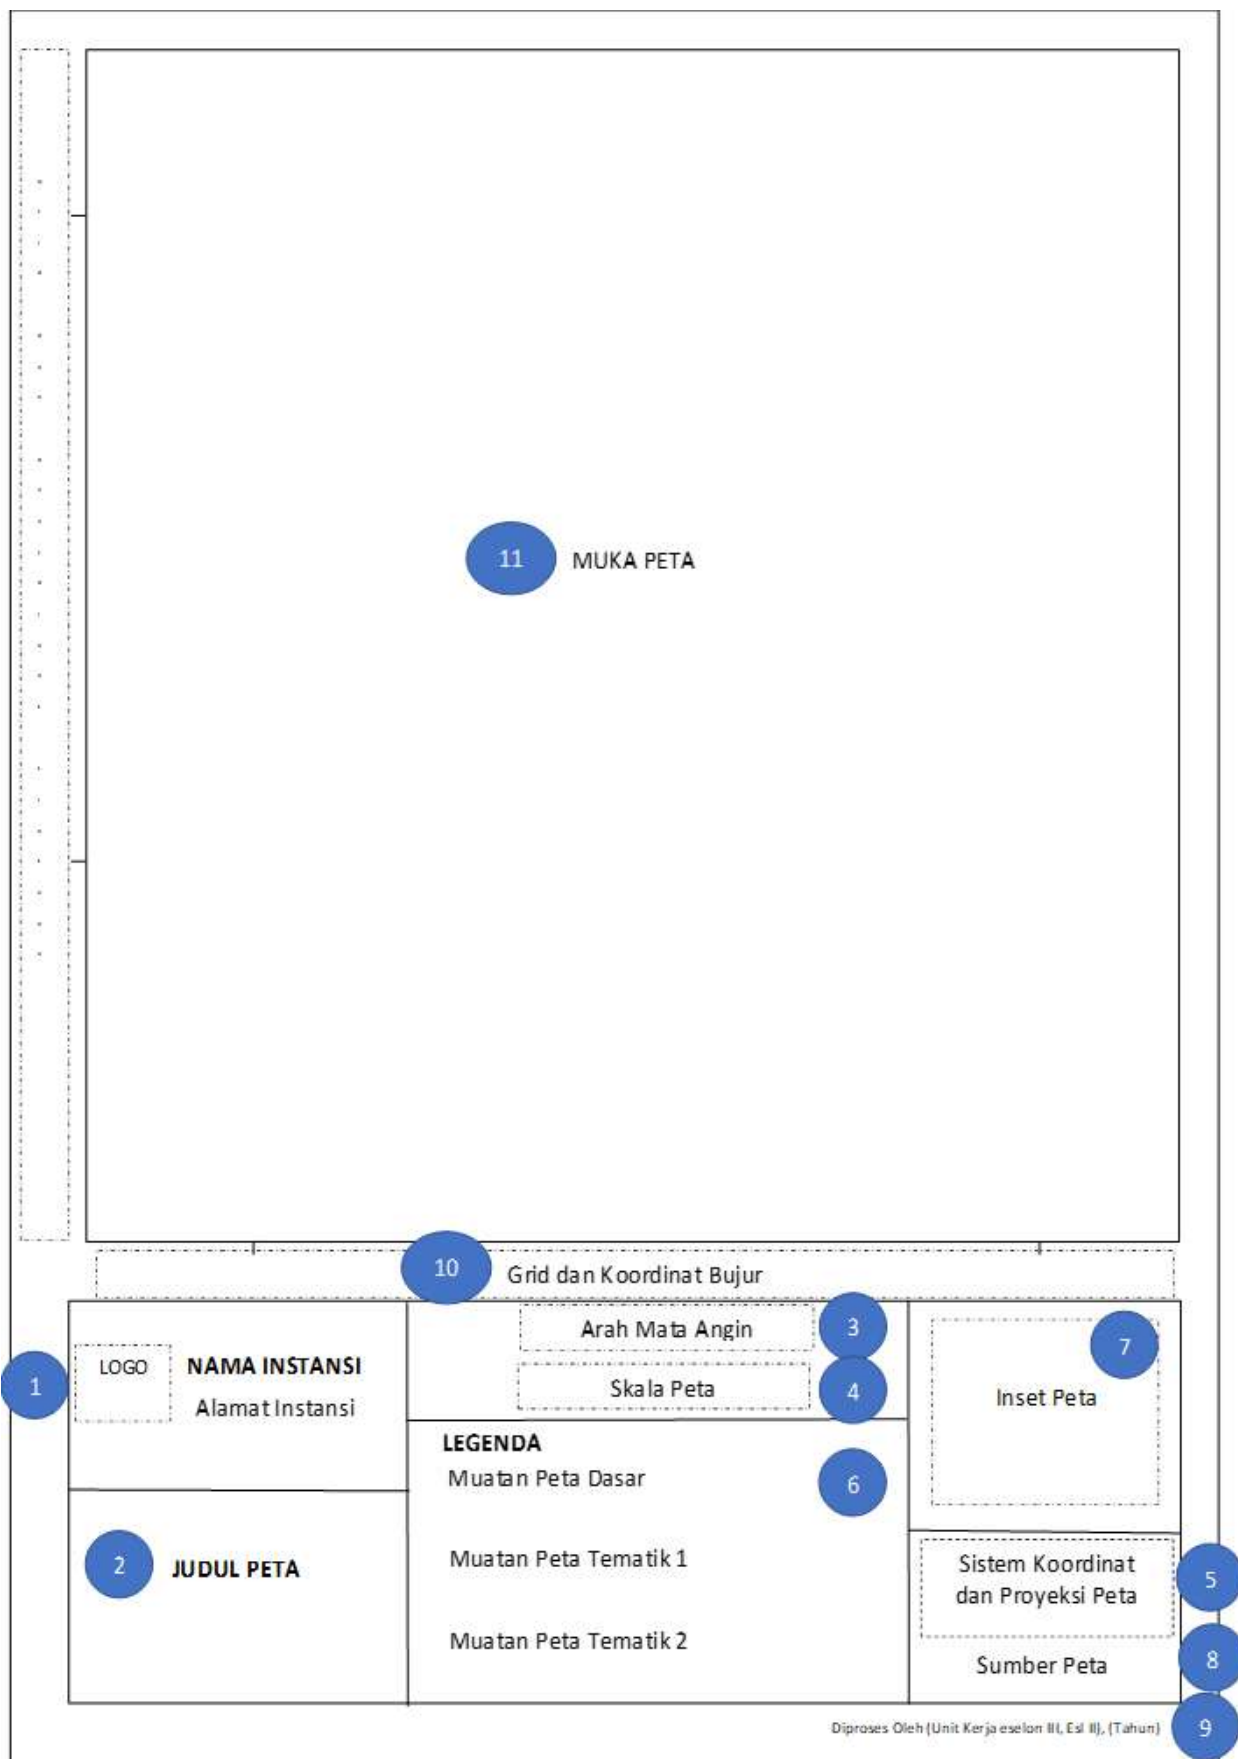 11
MUKA PETA
10
Grid dan Koordinat Bujur
1
LOGO
NAMA INSTANSI
Alamat Instansi
2
JUDUL PETA
Arah Mata Angin
3
Skala Peta
4
LEGENDA
Muatan Peta Dasar
6
Muatan Peta Tematik 1
Muatan Peta Tematik 2
7
Inset Peta
Sistem Koordinat
dan Proyeksi Peta
5
Sumber Peta
8
Diproses Oleh (Unit Kerja eselon III, Esl II), (Tahun)
9